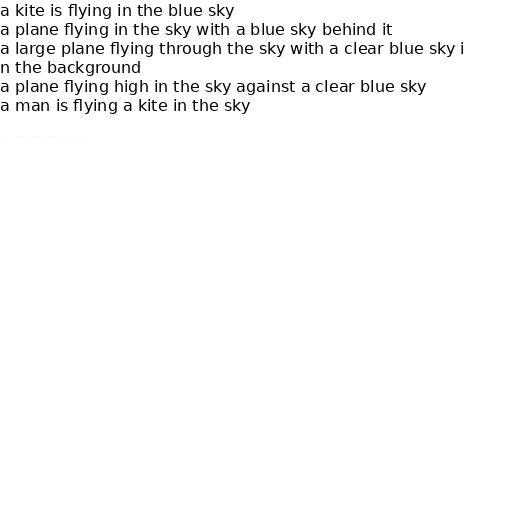 a kite is flying in the blue sky
a plane flying in the sky with a blue sky behind it
a large plane flying through the sky with a clear blue sky i
n the background
a plane flying high in the sky against a clear blue sky
a man is flying a kite in the sky